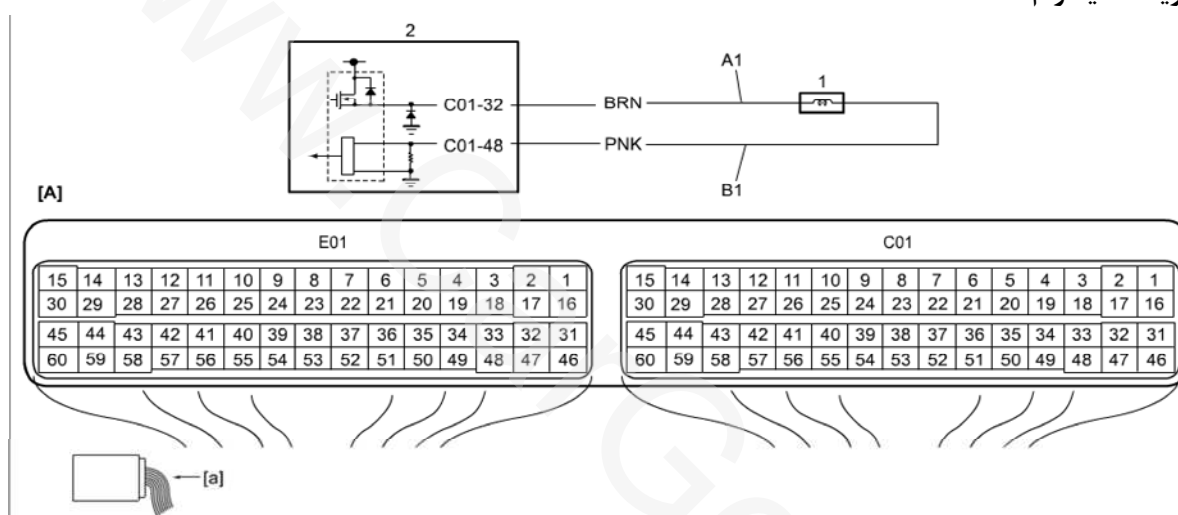 2
A1
1
C01-32 BRN
C01-48 PNK
B1
[A]
E01 C01
15 14 13 12 11 10 9 8 7 6 5 4 3 2 1 15 14 13 12 11 10 9 8 7 6 5 4 3 2 1
30 29 28 27 26 25 24 23 22 21 20 19 18 17 16 30 29 28 27 26 25 24 23 22 21 20 19 18 17 16
45 44 43 42 41 40 39 38 37 36 35 34 33 32 31 45 44 43 42 41 40 39 38 37 36 35 34 33 32 31
60 59 58 57 56 55 54 53 52 51 50 49 48 47 46 60 59 58 57 56 55 54 53 52 51 50 49 48 47 46
[a]